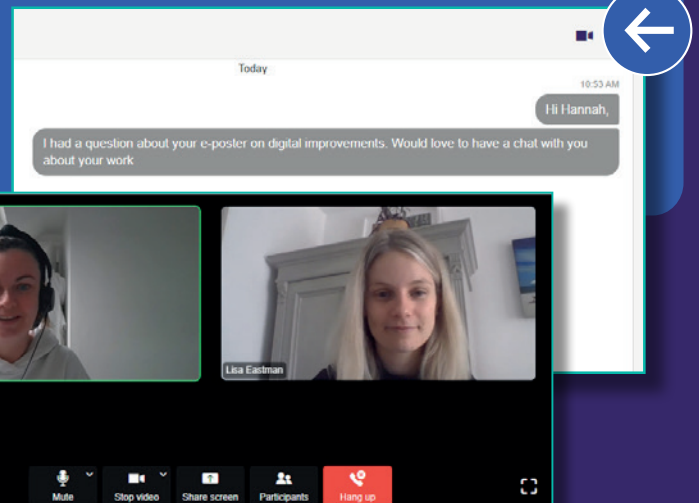 Today
10:53 AM
Hi Hannah,
I had a question about your e-poster on digital improvements. Would love to have a chat with you
about your work
Lisa Eastman
Mute
Stop video
Share screen
Participants
Hang up